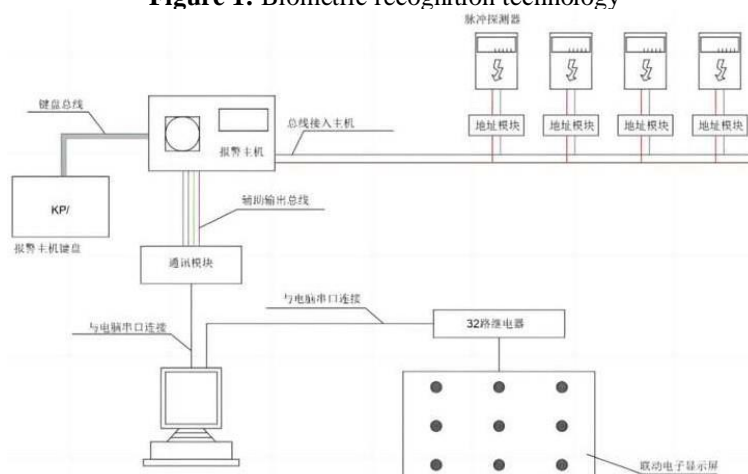 Figure 1: Biometric recognition technology
脉冲探测器
键盘总线
报警主机
总线接入主机
地址模块
地址模块
地址模块
地址模块
KP/
报警主机键盘
辅助输出总线
通讯模块
与电脑串口连接
与电脑串口连接
32路继电器
联动电子显示屏